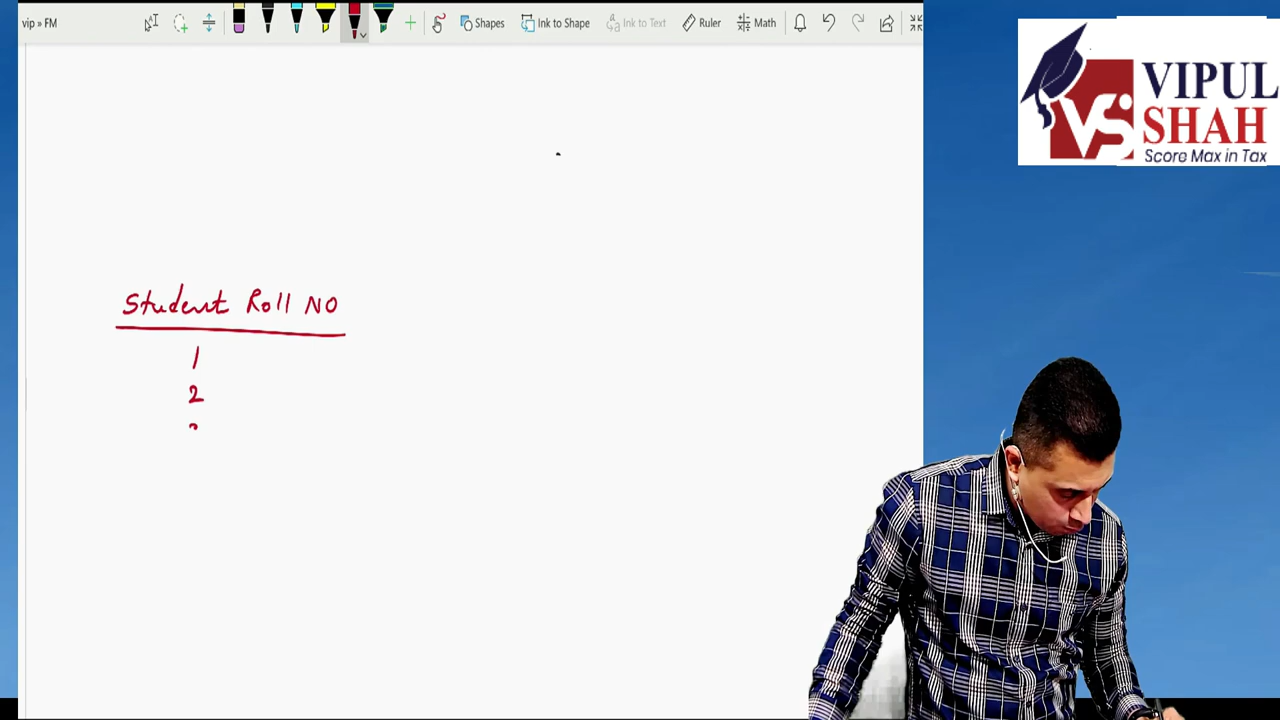 vip » FM
Shapes
Ink to Shape
Ink to Text
Ruler
Math
VIPUL
SHAH
VS
Score Max in Tax
Student Roll NO
1
2